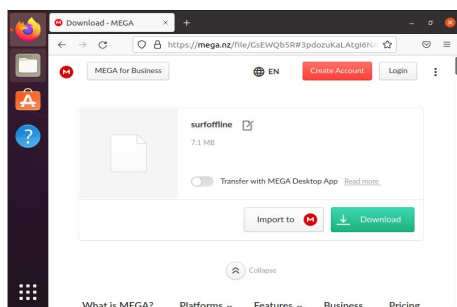 Download - MEGA
https://mega.nz/file/GsEWQb5R#3pdozuKaLAtgI6NA
MEGA for Business
EN
Create Account
Login
surfoffline
7.1 MB
Transfer with MEGA Desktop App Read more
Import to M
Download
Collapse
What is MEGA? Platforms Features Business Pricing